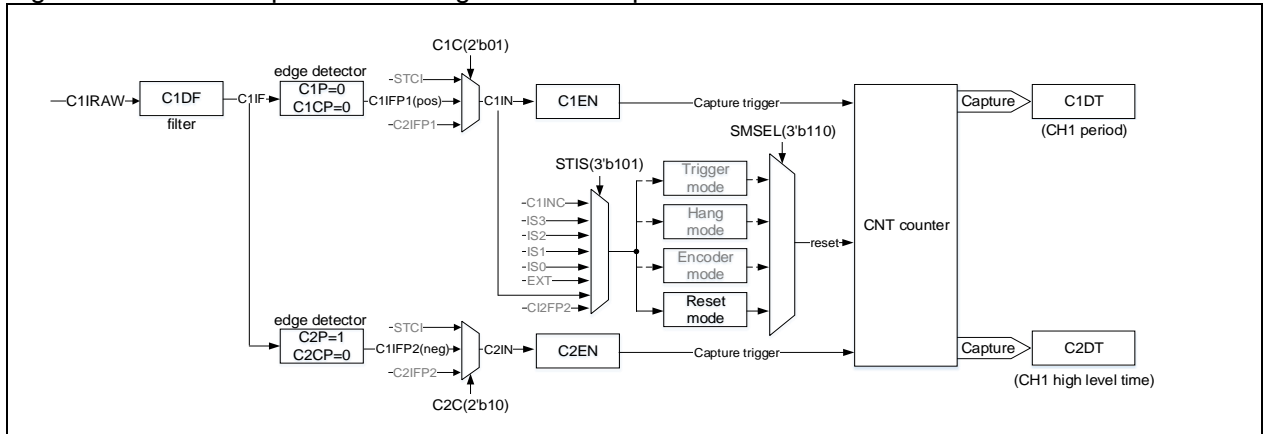 C1C(2'b01)
edge detector
-STCI
C1IRAW
C1DF
C1IF
C1P=0
C1CP=0
C1IFP1(pos)
C1IN
C1EN
Capture trigger
Capture
C1DT
filter
-C2IFP1
(CH1 period)
SMSEL(3'b110)
STIS(3'b101)
Trigger
mode
-C1INC
-IS3
Hang
mode
-IS2
CNT counter
-IS1
reset
-IS0
Encoder
mode
-EXT
Reset
mode
-CI2FP2
edge detector
-STCI
C2P=1
C2CP=0
C1IFP2(neg)
C2IN
C2EN
Capture trigger
Capture
C2DT
-C2IFP2
(CH1 high level time)
C2C(2'b10)